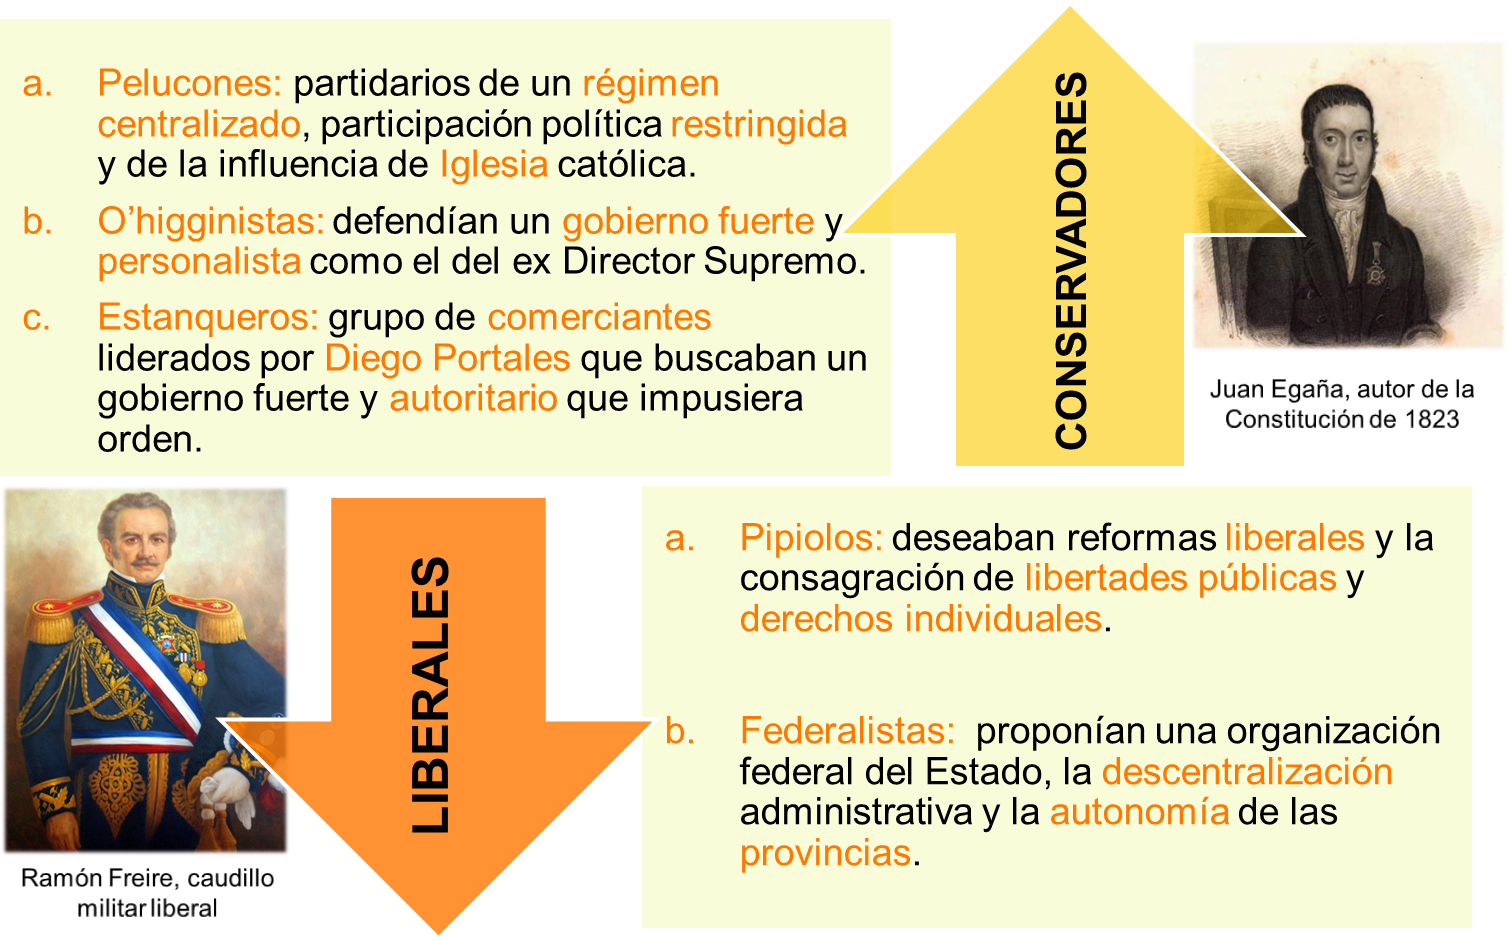 a. Pelucones: partidarios de un régimen
centralizado, participación política restringida
y de la influencia de Iglesia católica.
b. O’higginistas: defendían un gobierno fuerte y
personalista como el del ex Director Supremo.
c. Estanqueros: grupo de comerciantes
liderados por Diego Portales que buscaban un
gobierno fuerte y autoritario que impusiera
orden.
CONSERVADORES
Juan Egaña, autor de la
Constitución de 1823
LIBERALES
Ramón Freire, caudillo
militar liberal
a. Pipiolos: deseaban reformas liberales y la
consagración de libertades públicas y
derechos individuales.
b. Federalistas: proponían una organización
federal del Estado, la descentralización
administrativa y la autonomía de las
provincias.